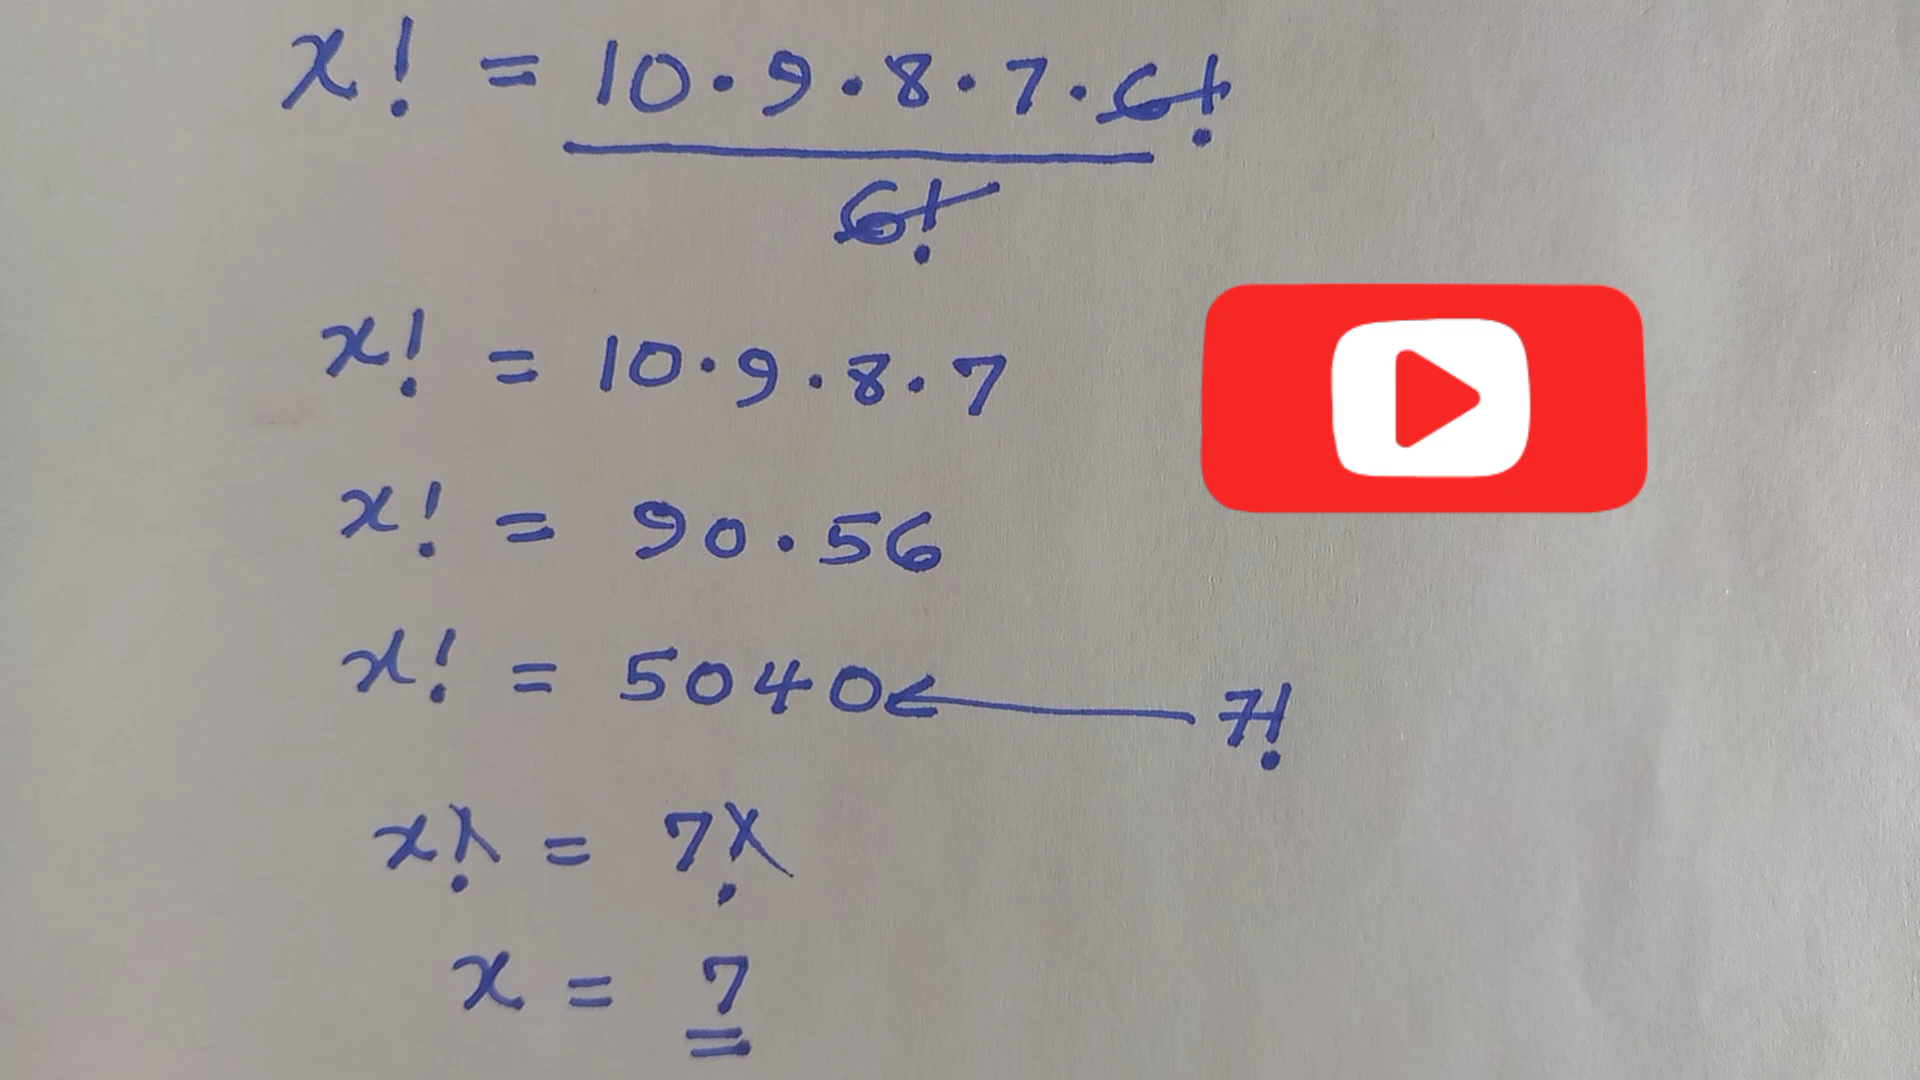 x! = 10·9·8·7·6!
6!
x! = 10·9·8·7
x! = 90·56
x! = 5040 ← 7!
x! = 7!
x = 7